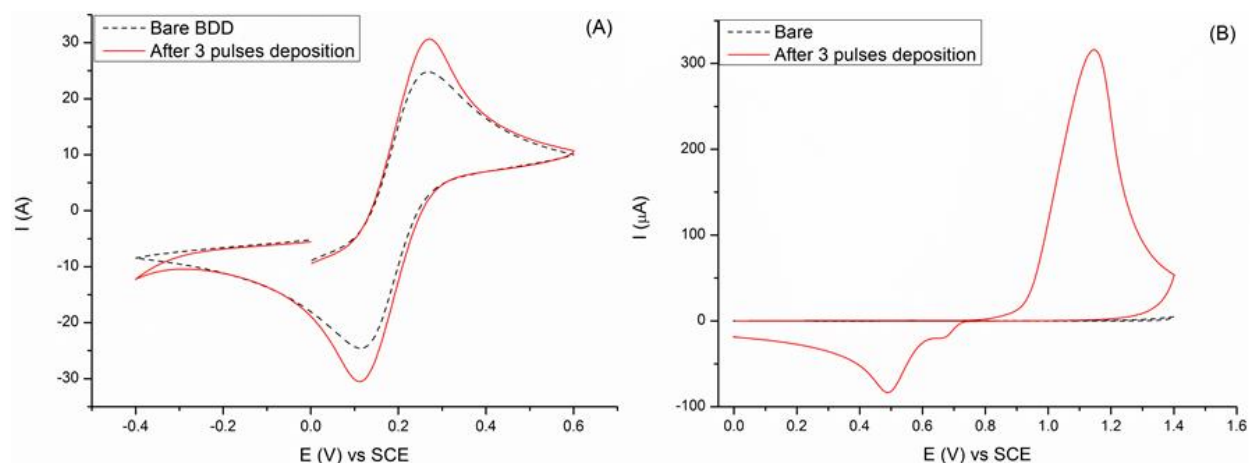 Bare BDD
After 3 pulses deposition
(A)
30
20
10
0
-10
-20
-30
I (A)
-0.4 -0.2 0.0 0.2 0.4 0.6
E (V) vs SCE
Bare
After 3 pulses deposition
(B)
300
200
100
0
-100
I (µA)
0.0 0.2 0.4 0.6 0.8 1.0 1.2 1.4 1.6
E (V) vs SCE